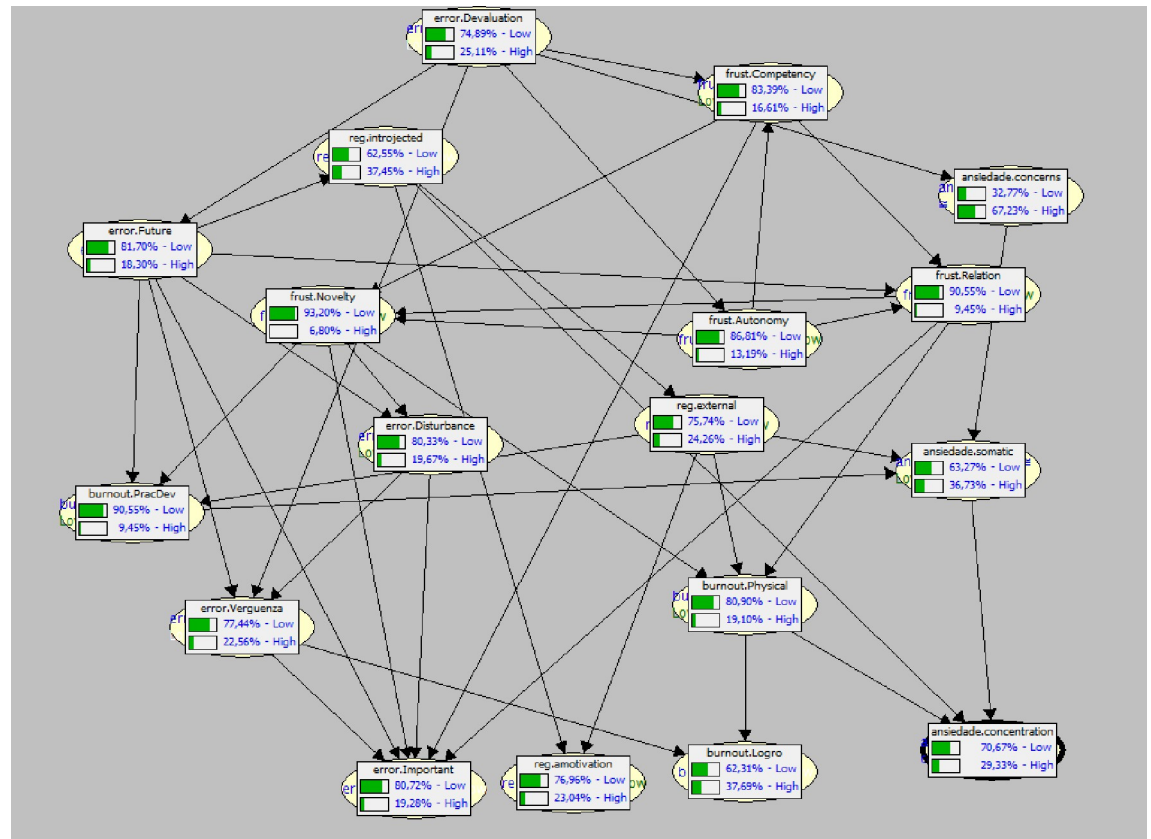 error.Devaluation
74,89% - Low
25,11% - High
frust.Competency
83,39% - Low
16,61% - High
reg.introjected
62,55% - Low
37,45% - High
ansiedade.concerns
32,77% - Low
67,23% - High
error.Future
81,70% - Low
18,30% - High
frust.Relation
90,55% - Low
9,45% - High
frust.Novelty
93,20% - Low
6,80% - High
frust.Autonomy
86,81% - Low
13,19% - High
reg.external
75,74% - Low
24,26% - High
error.Disturbance
80,33% - Low
19,67% - High
ansiedade.somatic
63,27% - Low
36,73% - High
burnout.PracDev
90,55% - Low
9,45% - High
burnout.Physical
80,90% - Low
19,10% - High
error.Verguenza
77,44% - Low
22,56% - High
ansiedade.concentration
70,67% - Low
29,33% - High
burnout.Logro
62,31% - Low
37,69% - High
reg.amotivation
76,96% - Low
23,04% - High
error.Important
80,72% - Low
19,28% - High